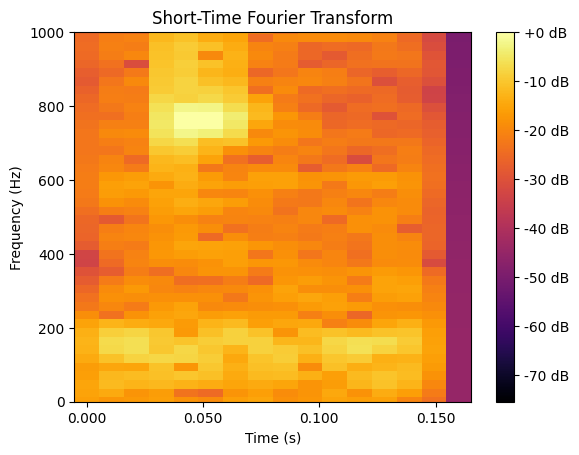 Short-Time Fourier Transform
1000
800
600
400
200
0
Frequency (Hz)
0.000
0.050
0.100
0.150
Time (s)
+0 dB
-10 dB
-20 dB
-30 dB
-40 dB
-50 dB
-60 dB
-70 dB